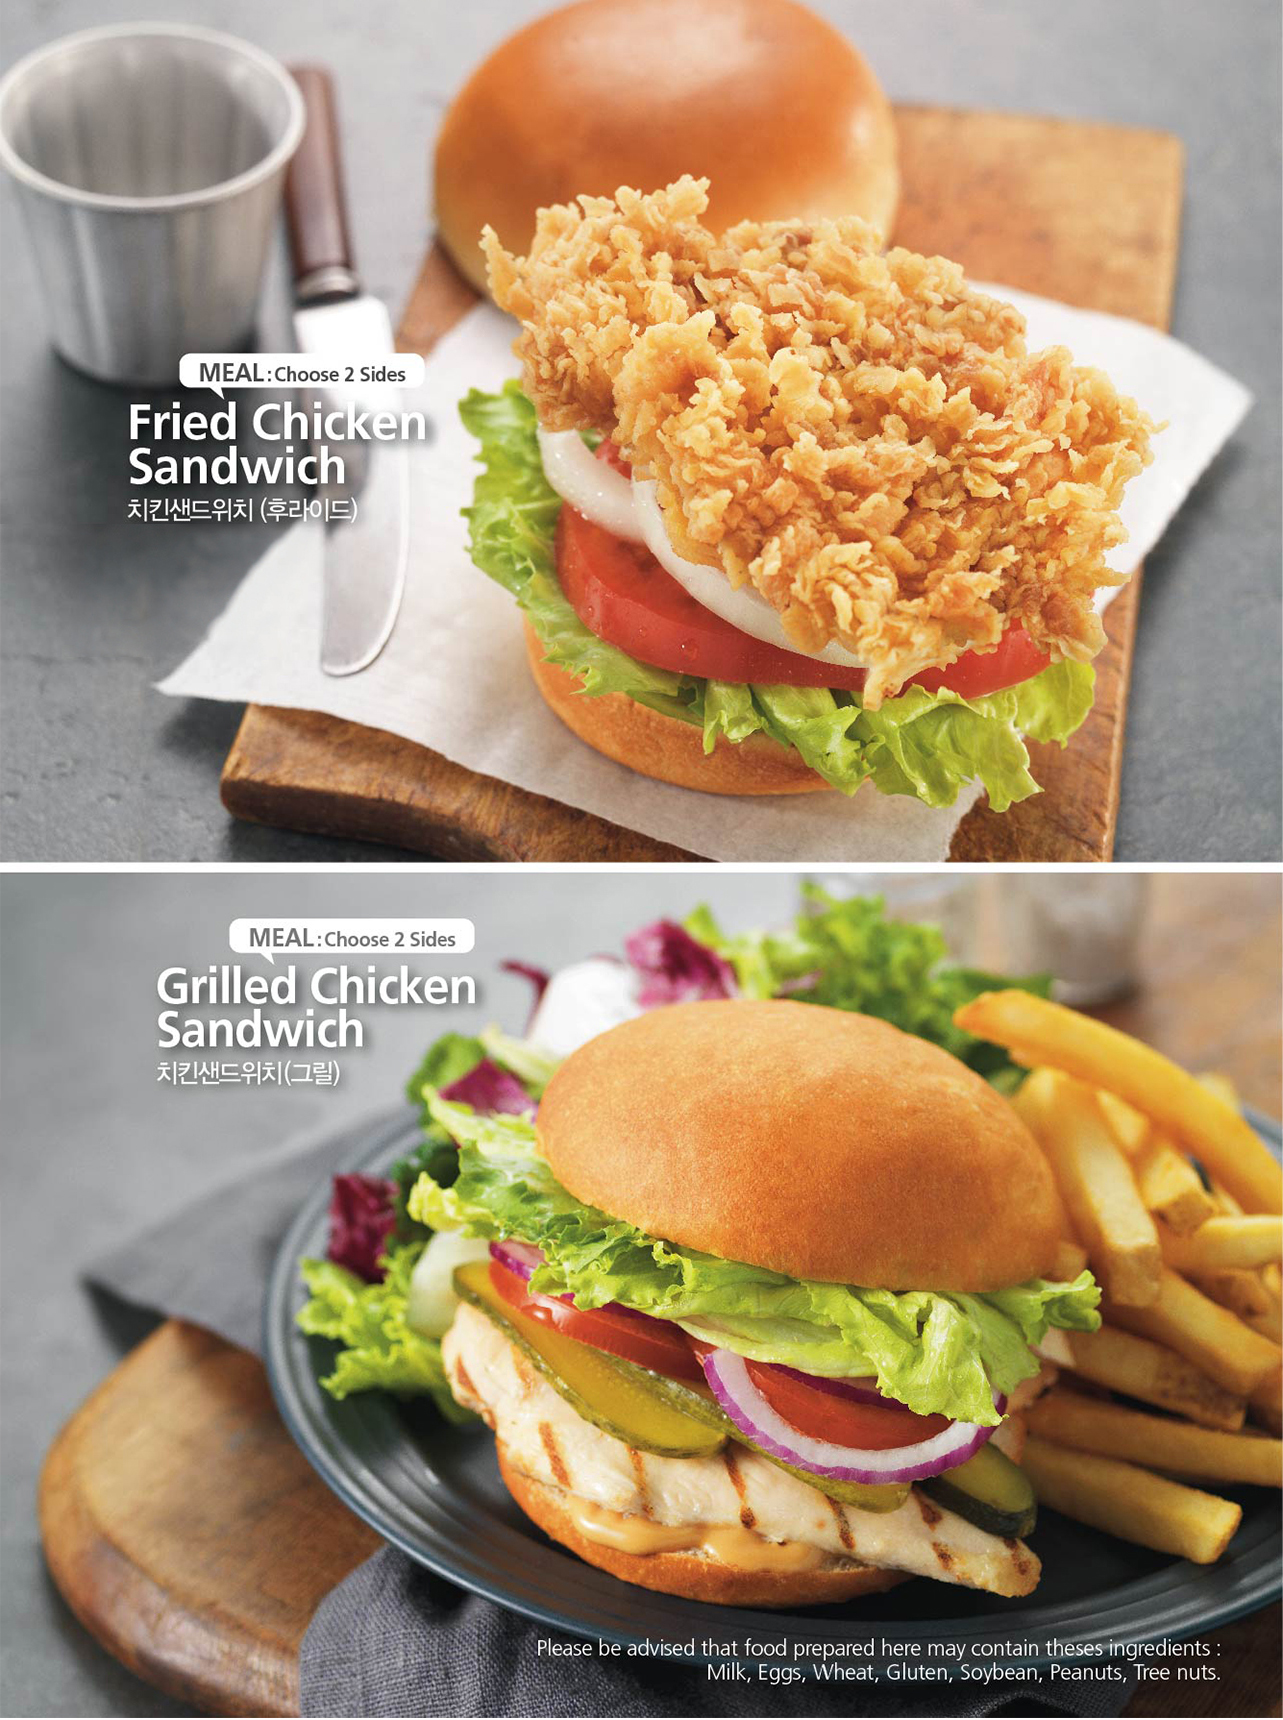 MEAL : Choose 2 Sides
Fried Chicken
Sandwich
치킨샌드위치 (후라이드)
MEAL : Choose 2 Sides
Grilled Chicken
Sandwich
치킨샌드위치(그릴)
Please be advised that food prepared here may contain theses ingredients :
Milk, Eggs, Wheat, Gluten, Soybean, Peanuts, Tree nuts.